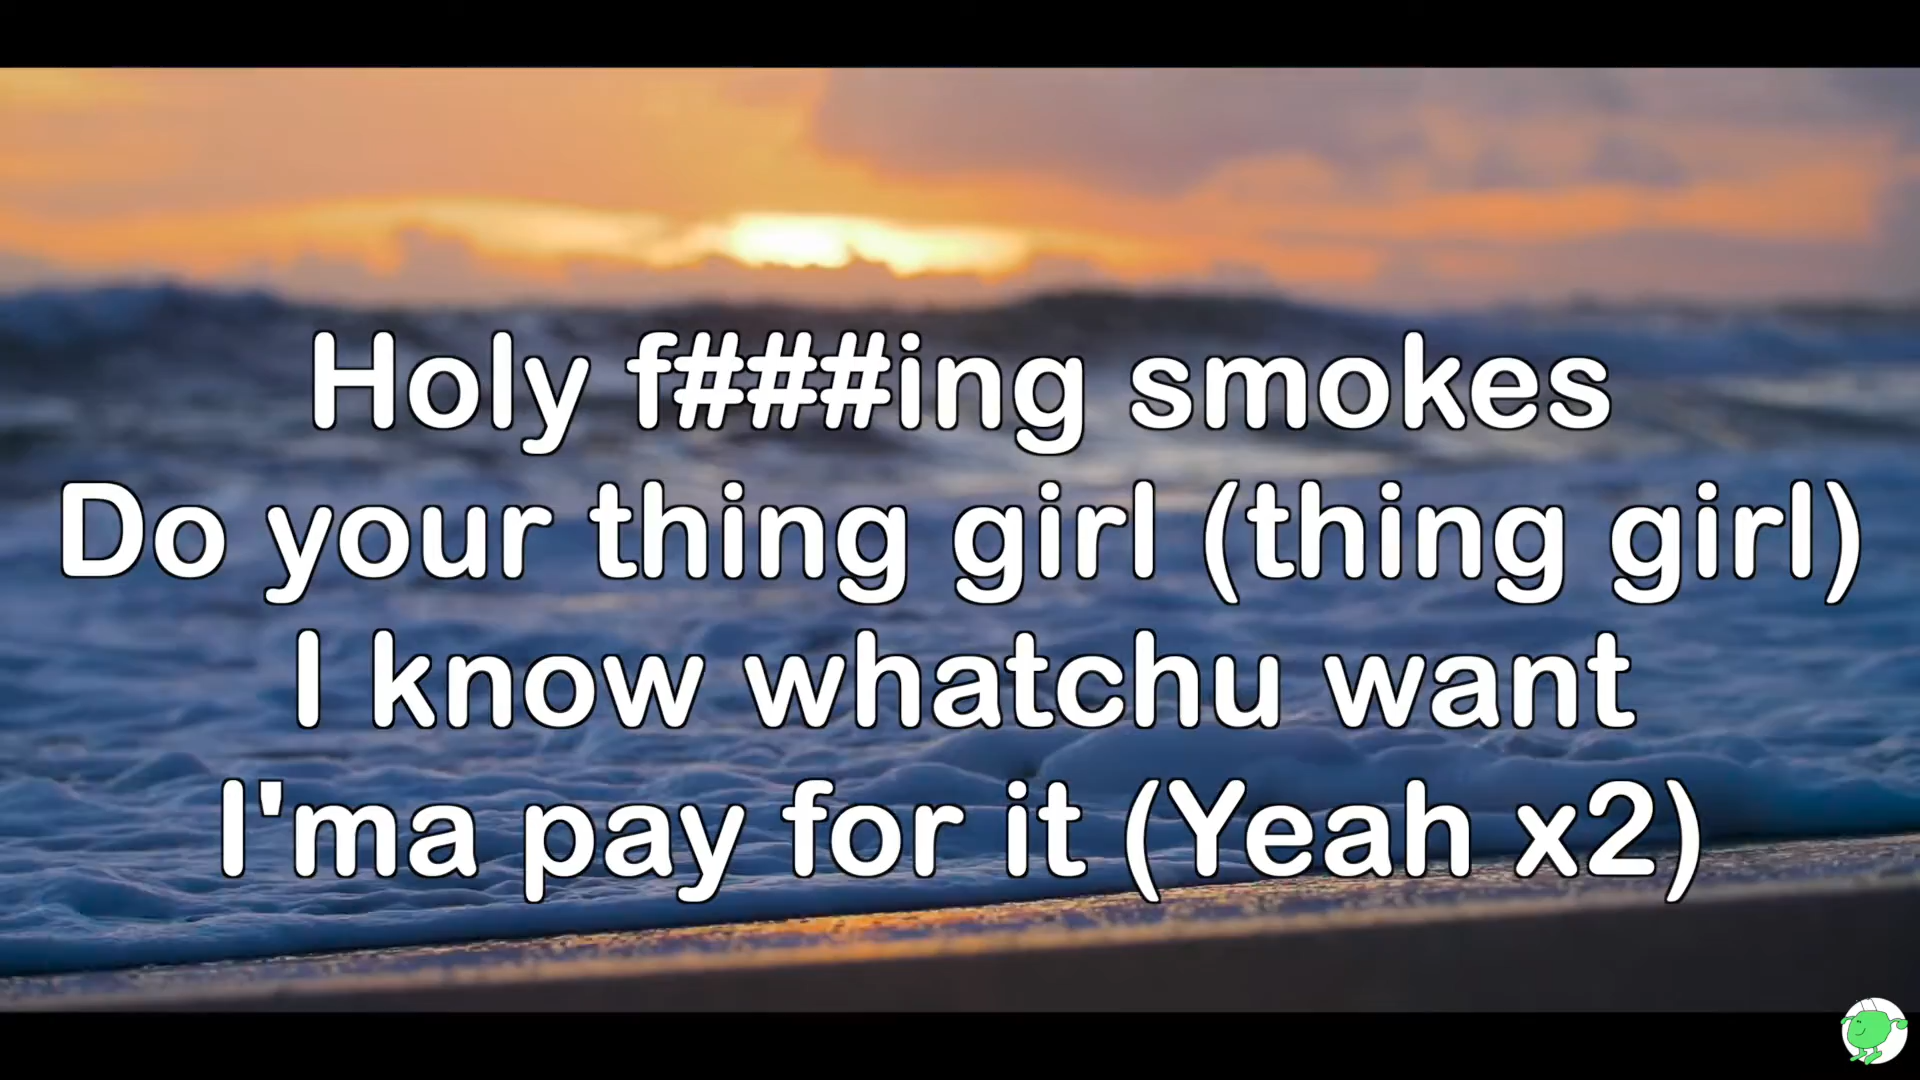 Holy f###ing smokes
Do your thing girl (thing girl)
I know whatchu want
I'ma pay for it (Yeah x2)